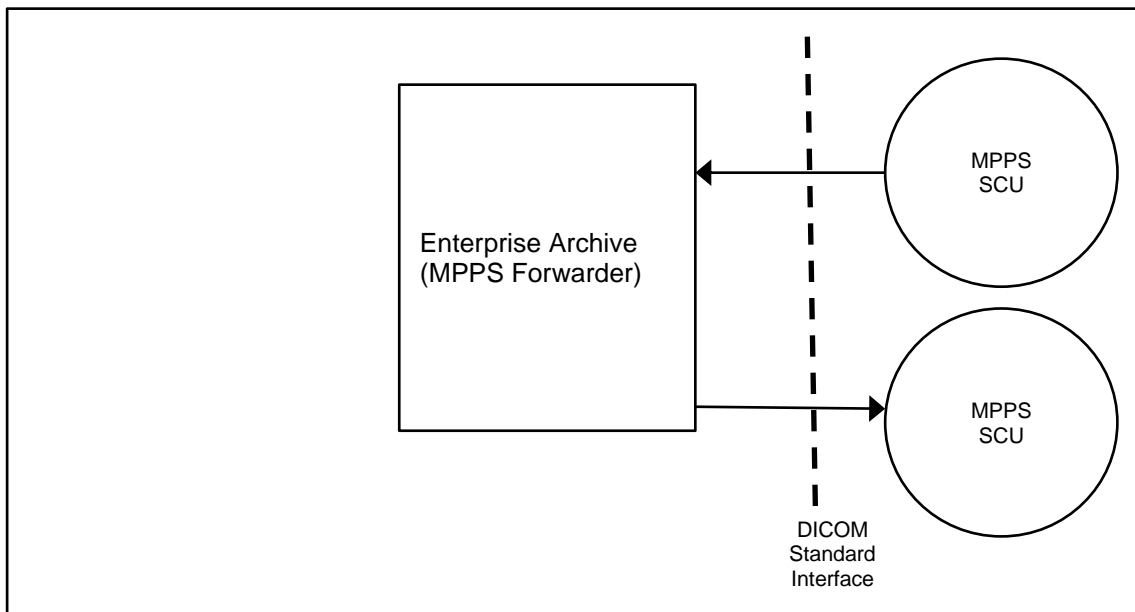 Enterprise Archive
(MPPS Forwarder)
MPPS
SCU
MPPS
SCU
DICOM
Standard
Interface